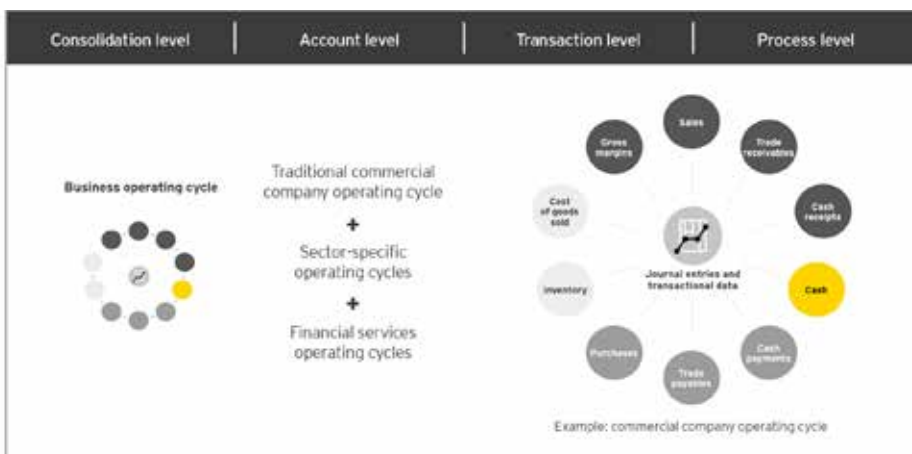 Consolidation level
Account level
Transaction level
Process level
Business operating cycle
Traditional commercial
company operating cycle
+
Sector-specific
operating cycles
+
Financial services
operating cycles
Sales
Trade
receivables
Cash
receipts
Cash
Cash
payments
Trade
payables
Purchases
Inventory
Cost
of goods
sold
Gross
margins
Journal entries and
transactional data
Example: commercial company operating cycle